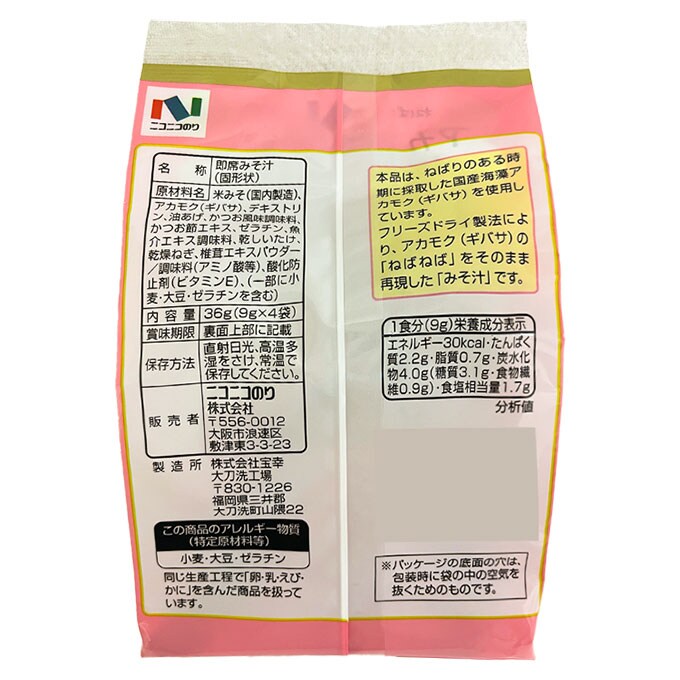 ニコニコのり
名 称 即席みそ汁
(固形状)
原材料名 米みそ(国内製造)、
アカモク(ギバサ)、デキストリ
ン、油あげ、かつお風味調味料、
かつお節エキス、ゼラチン、魚
介エキス調味料、乾しいたけ、
乾燥ねぎ、椎茸エキスパウダー
/調味料(アミノ酸等)、酸化防
止剤(ビタミンE)、(一部に小
麦・大豆・ゼラチンを含む)
内容量 36g(9g×4袋)
賞味期限 裏面上部に記載
保存方法 直射日光、高温多
湿をさけ、常温で
保存してください。
販売者 ニコニコのり
株式会社
〒556-0012
大阪市浪速区
敷津東3-3-23
製造所 株式会社宝幸
大刀洗工場
〒830-1226
福岡県三井郡
大刀洗町山隈22
この商品のアレルギー物質
(特定原材料等)
小麦・大豆・ゼラチン
同じ生産工程で「卵・乳・えび・
かに」を含んだ商品を扱って
います。
本品は、ねばりのある時
期に採取した国産海藻ア
カモク(ギバサ)を使用し
ています。
フリーズドライ製法によ
り、アカモク(ギバサ)の
「ねばねば」をそのまま
再現した「みそ汁」です。
1食分(9g)栄養成分表示
エネルギー30kcal・たんぱく
質2.2g・脂質0.7g・炭水化
物4.0g(糖質3.1g・食物繊
維0.9g)・食塩相当量1.7g
分析値
※パッケージの底面の穴は、
包装時に袋の中の空気を
抜くためのものです。